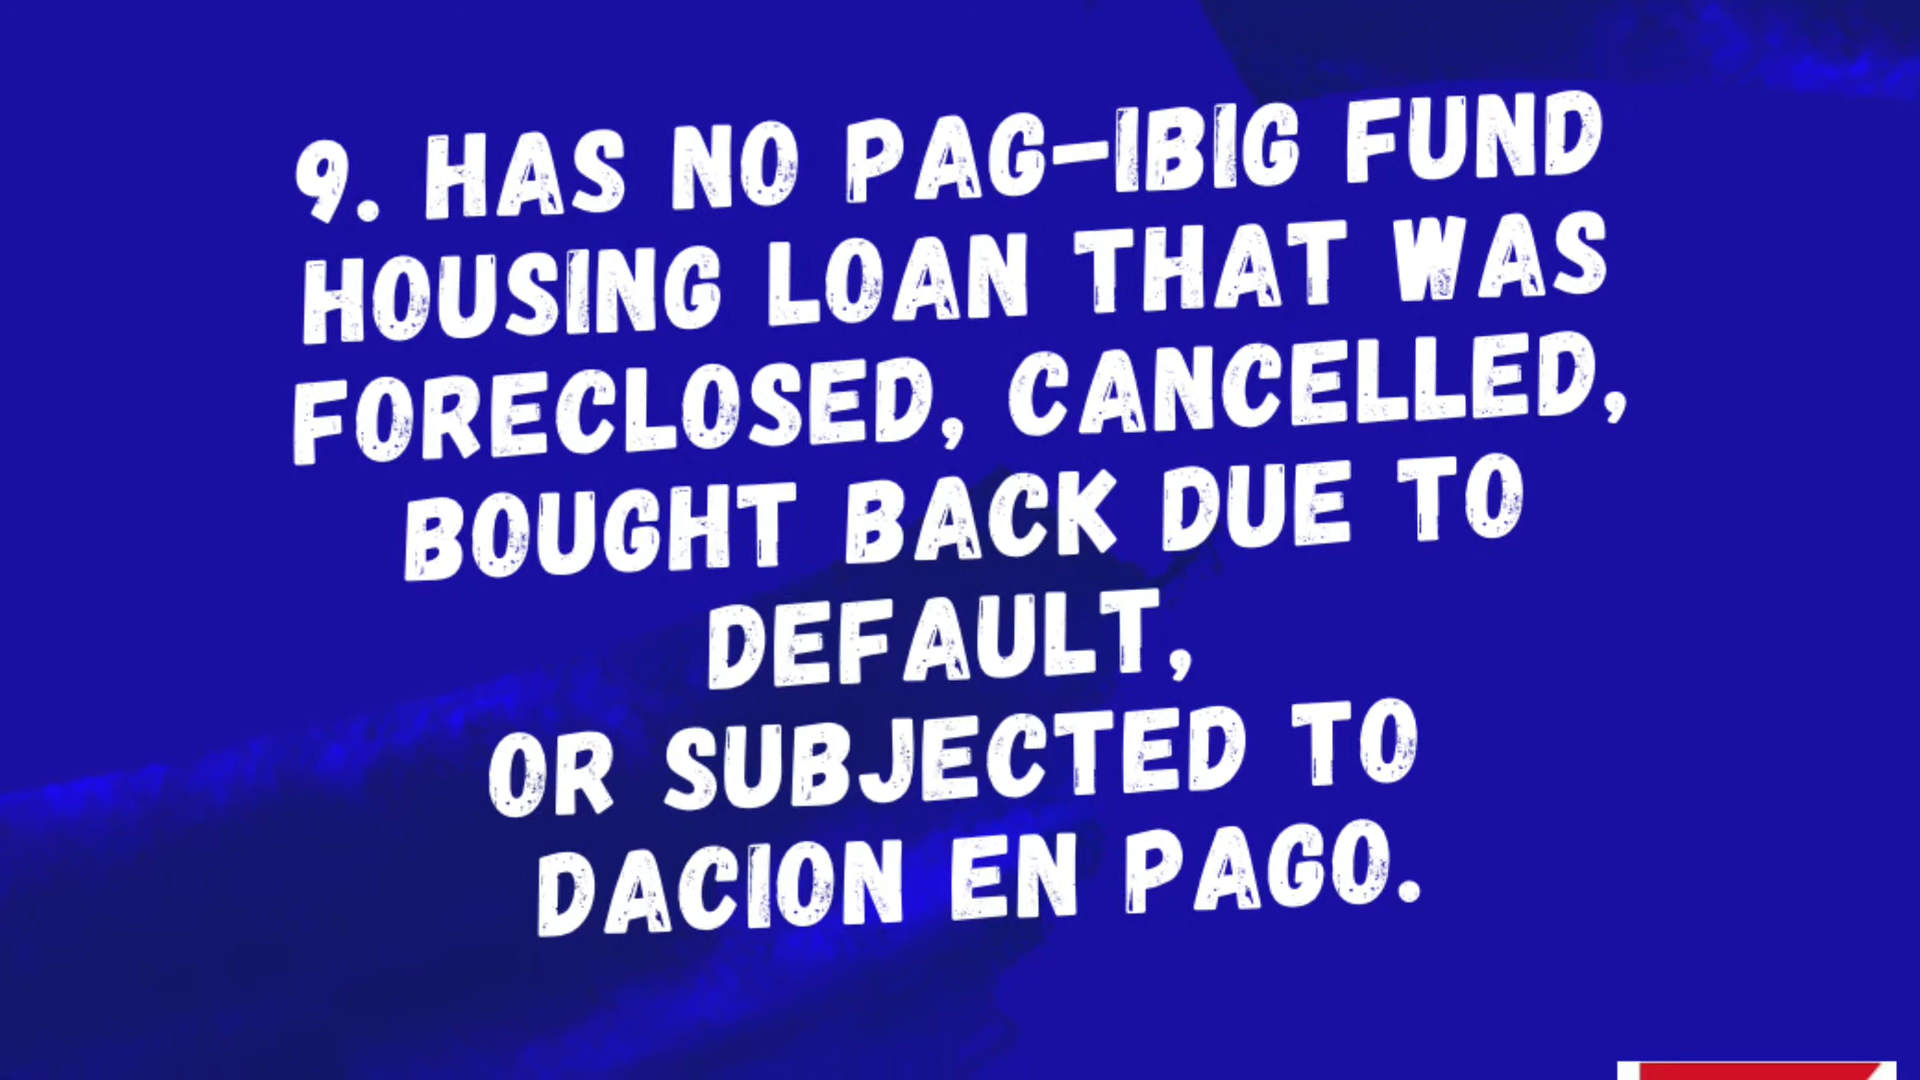 9. HAS NO PAG-IBIG FUND
HOUSING LOAN THAT WAS
FORECLOSED, CANCELLED,
BOUGHT BACK DUE TO
DEFAULT,
OR SUBJECTED TO
DACION EN PAGO.